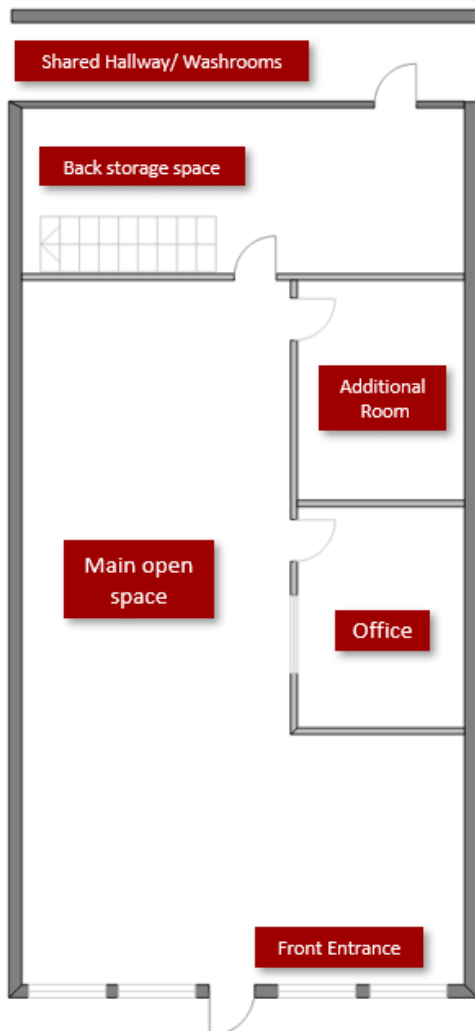 Shared Hallway/ Washrooms
Back storage space
Additional
Room
Main open
space
Office
Front Entrance